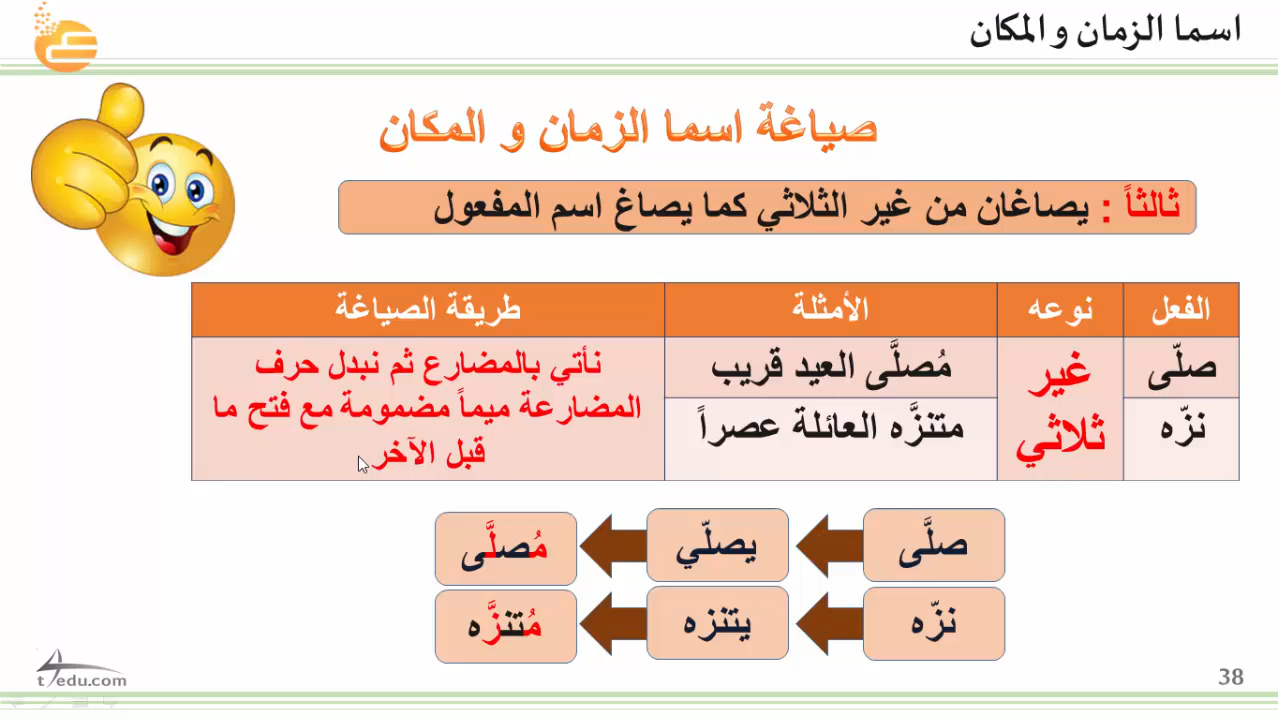 اسما الزمان و المكان
صياغة اسما الزمان و المكان
ثالثاً : يصاغان من غير الثلاثي كما يصاغ اسم المفعول
الفعل
نوعه
الأمثلة
طريقة الصياغة
صلّى
غير
ثلاثي
مُصلَّى العيد قريب
نأتي بالمضارع ثم نبدل حرف
المضارعة ميماً مضمومة مع فتح ما
قبل الآخر
نزّه
متنزَّه العائلة عصراً
صلَّى
يصلّي
مُصلَّى
نزّه
يتنزه
مُتنزَّه
t4edu.com
38